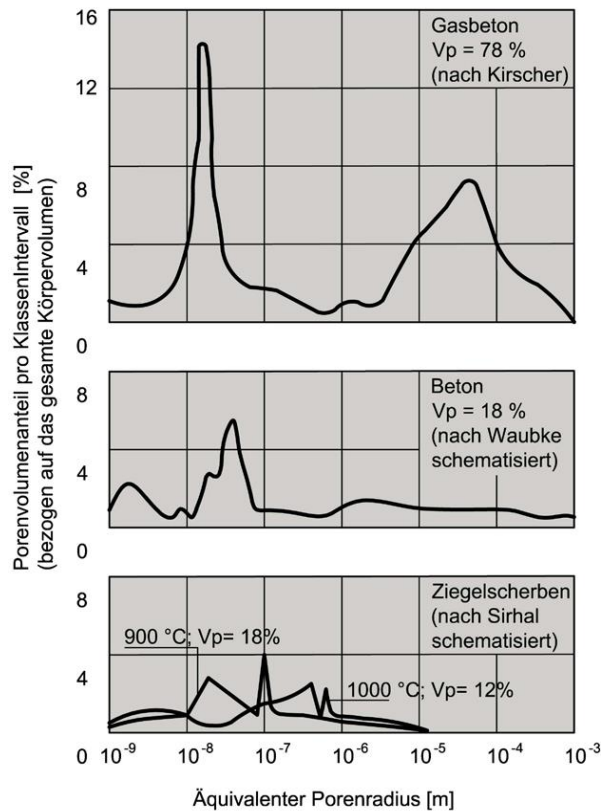 Porenvolumenanteil pro KlassenIntervall [%]
(bezogen auf das gesamte Körpervolumen)
16
12
8
4
0
Gasbeton
Vp = 78 %
(nach Kirscher)
8
4
0
Beton
Vp = 18 %
(nach Waubke
schematisiert)
8
4
0
Ziegelscherben
(nach Sirhal
schematisiert)
900 °C; Vp= 18%
1000 °C; Vp= 12%
10⁻⁹ 10⁻⁸ 10⁻⁷ 10⁻⁶ 10⁻⁵ 10⁻⁴ 10⁻³
Äquivalenter Porenradius [m]